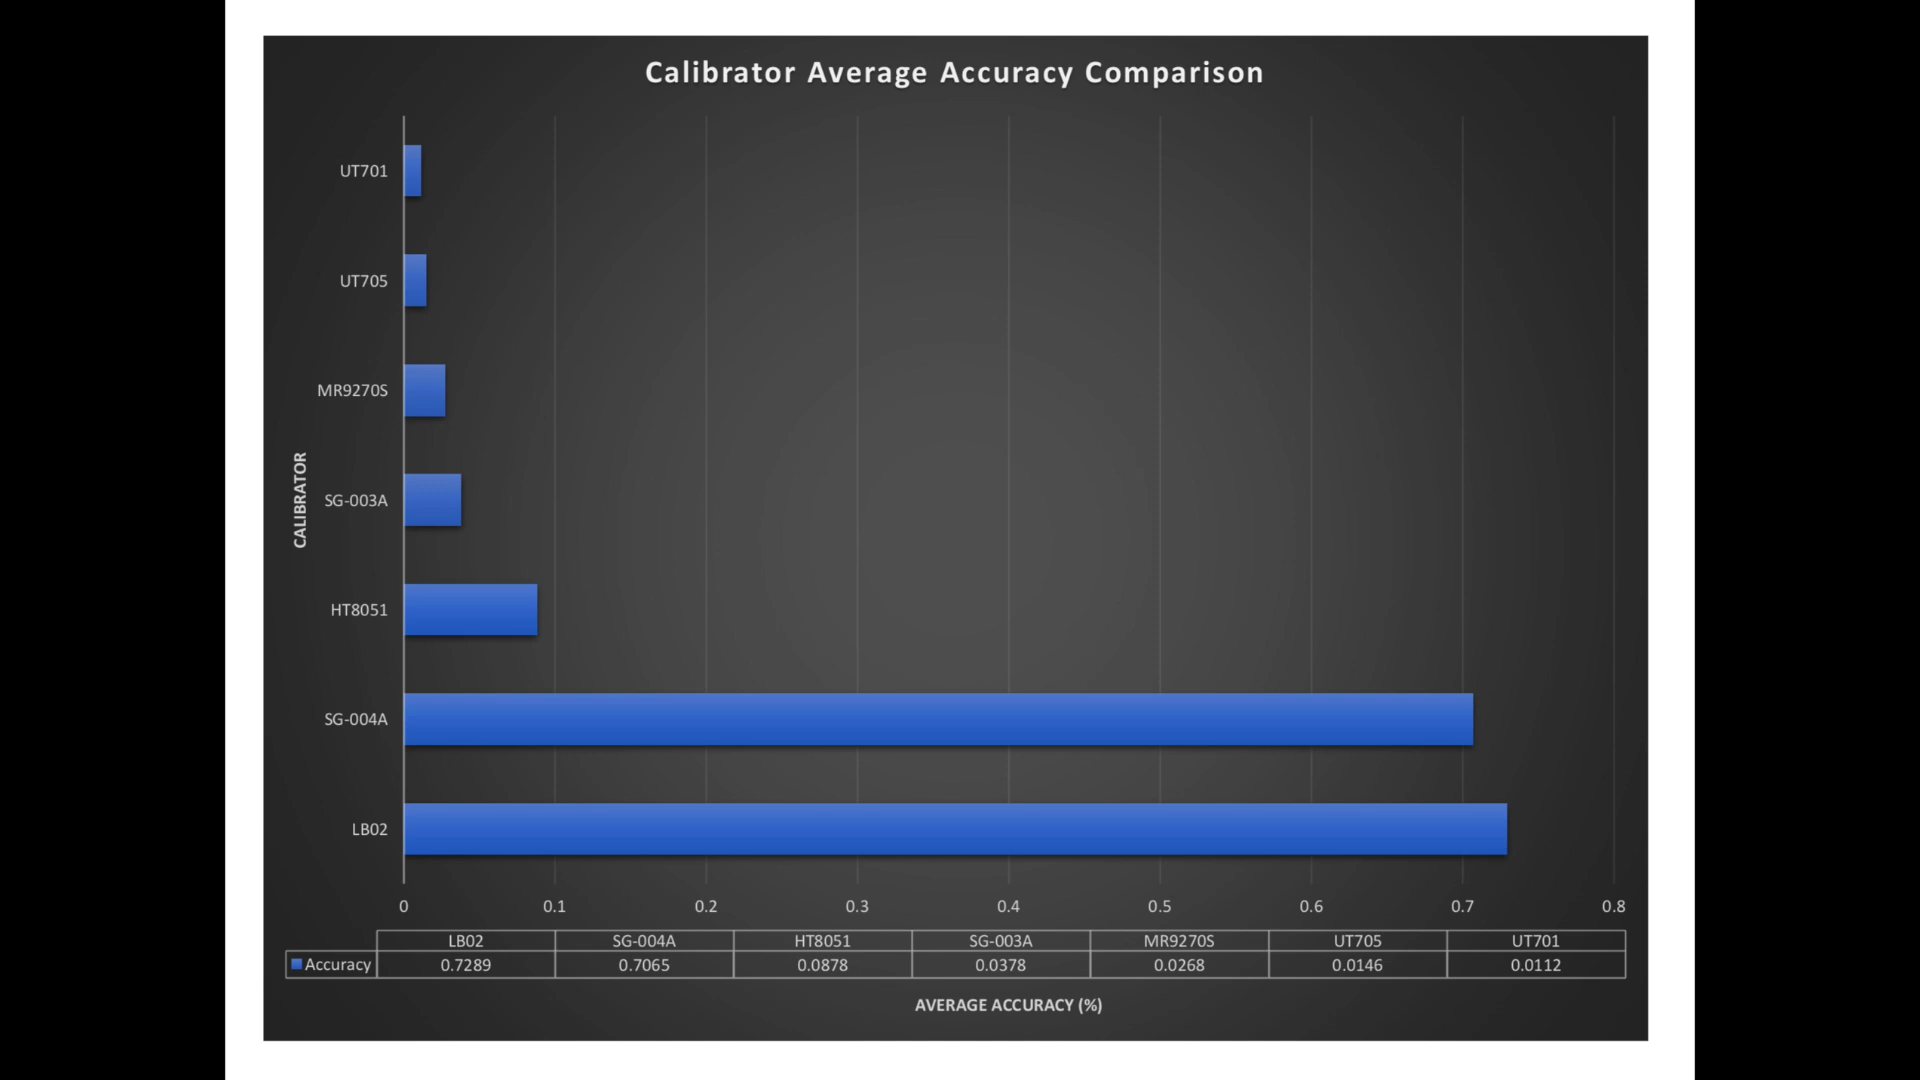 Calibrator Average Accuracy Comparison
UT701
UT705
MR9270S
SG-003A
HT8051
SG-004A
LB02
CALIBRATOR
0 0.1 0.2 0.3 0.4 0.5 0.6 0.7 0.8
LB02 SG-004A HT8051 SG-003A MR9270S UT705 UT701
Accuracy 0.7289 0.7065 0.0878 0.0378 0.0268 0.0146 0.0112
AVERAGE ACCURACY (%)